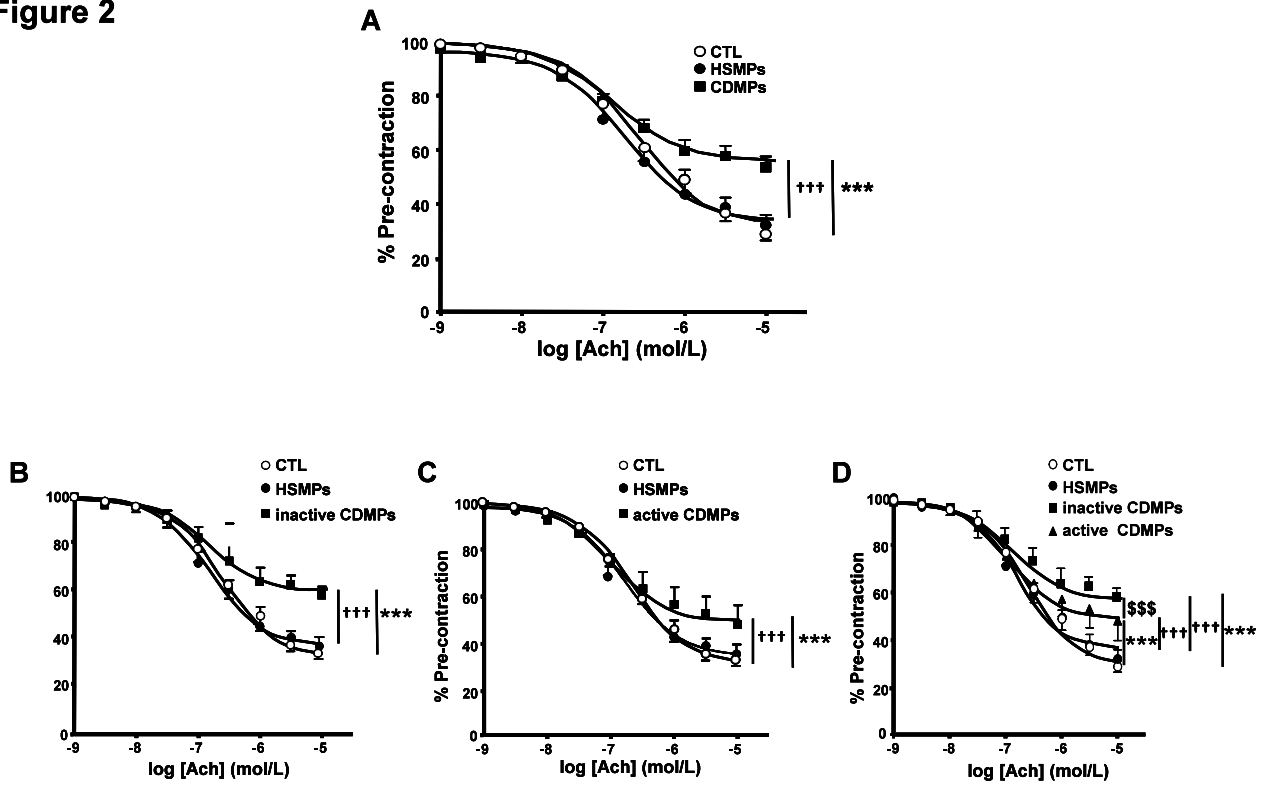 Figure 2
A
CTL
HSMPs
CDMPs
100
80
60
40
20
0
% Pre-contraction
-9 -8 -7 -6 -5
log [Ach] (mol/L)
††† ***
B
CTL
HSMPs
inactive CDMPs
100
80
60
40
20
0
-9 -8 -7 -6 -5
log [Ach] (mol/L)
††† ***
C
CTL
HSMPs
active CDMPs
100
80
60
40
20
0
% Pre-contraction
-9 -8 -7 -6 -5
log [Ach] (mol/L)
††† ***
D
CTL
HSMPs
inactive CDMPs
active CDMPs
100
80
60
40
20
0
% Pre-contraction
-9 -8 -7 -6 -5
log [Ach] (mol/L)
$$$
*** ††† ††† ***